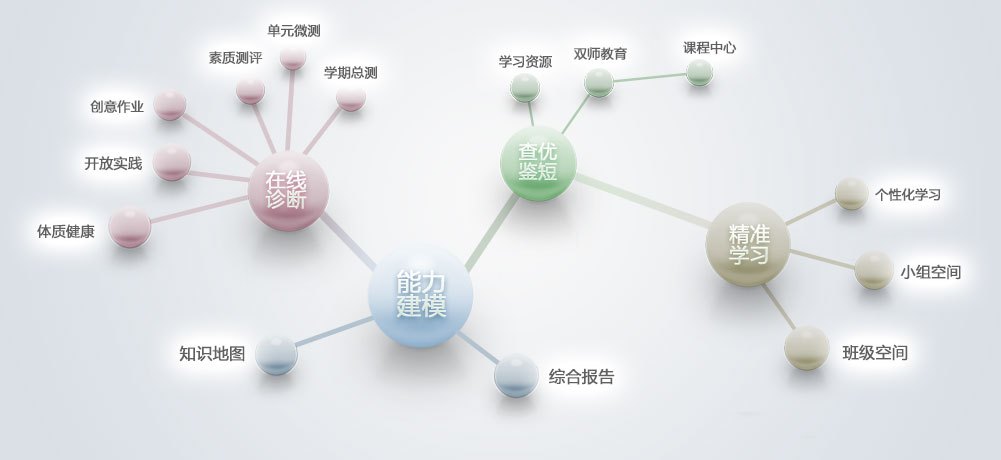 单元微测
素质测评
学期总测
创意作业
开放实践
体质健康
在线
诊断
学习资源
双师教育
课程中心
查优
鉴短
个性化学习
精准
学习
小组空间
班级空间
能力
建模
知识地图
综合报告